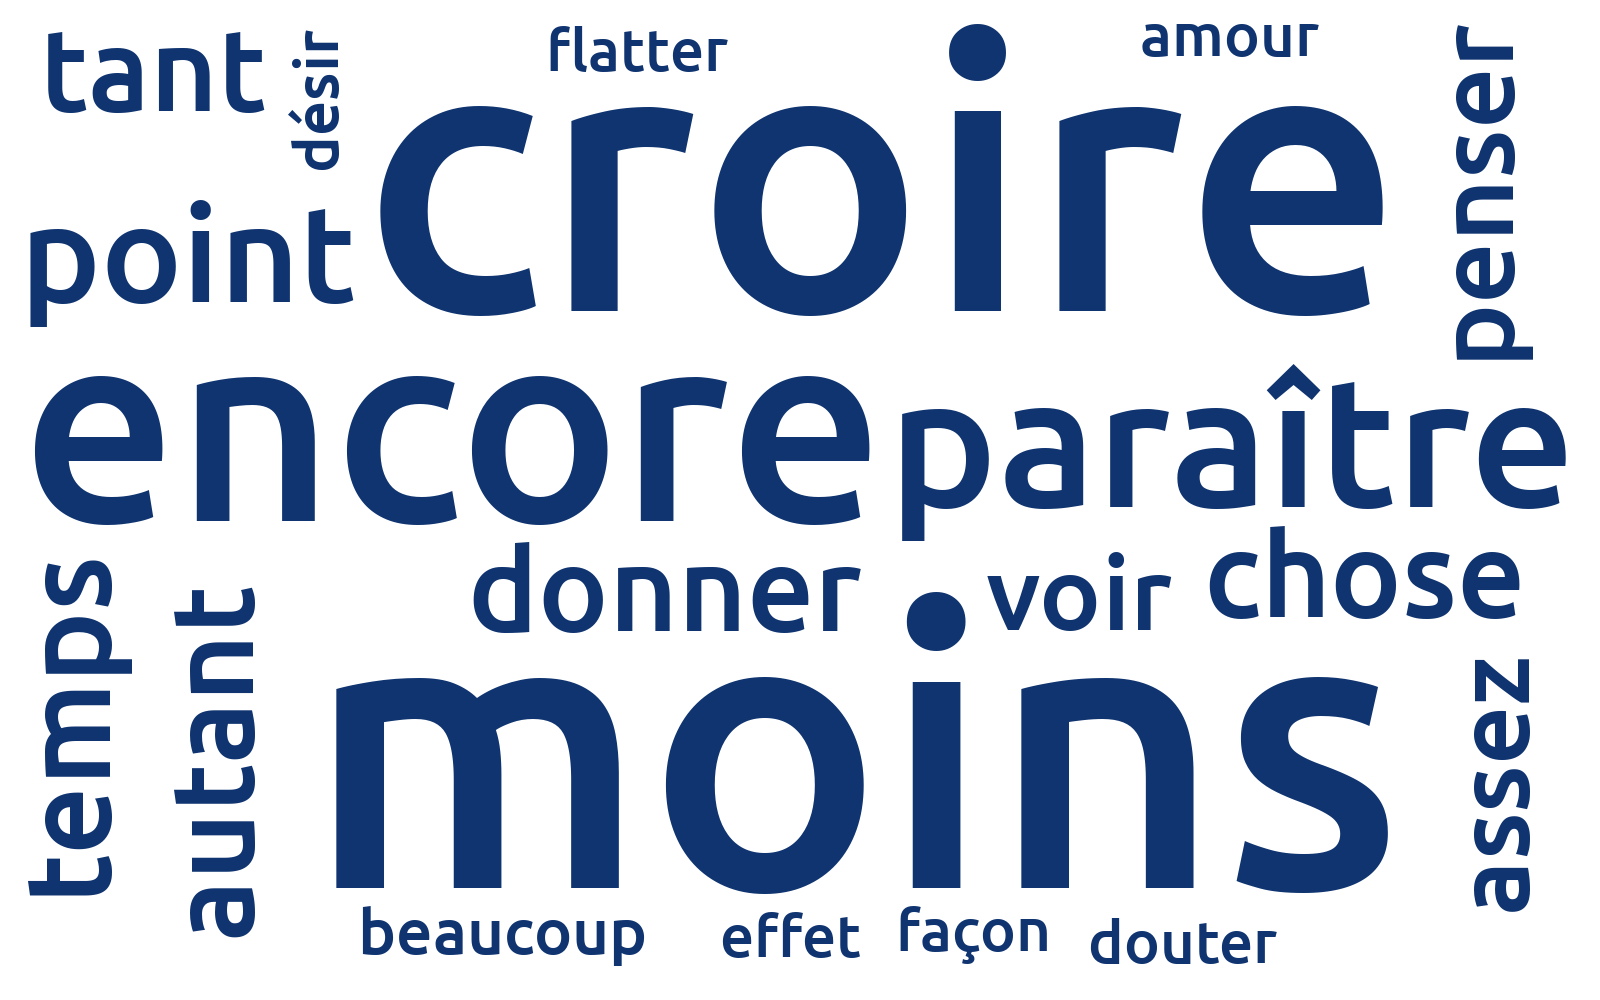 tant
désir
flatter
amour
croire
penser
point
encore
paraître
donner
voir
chose
temps
autant
moins
assez
beaucoup
effet
façon
douter